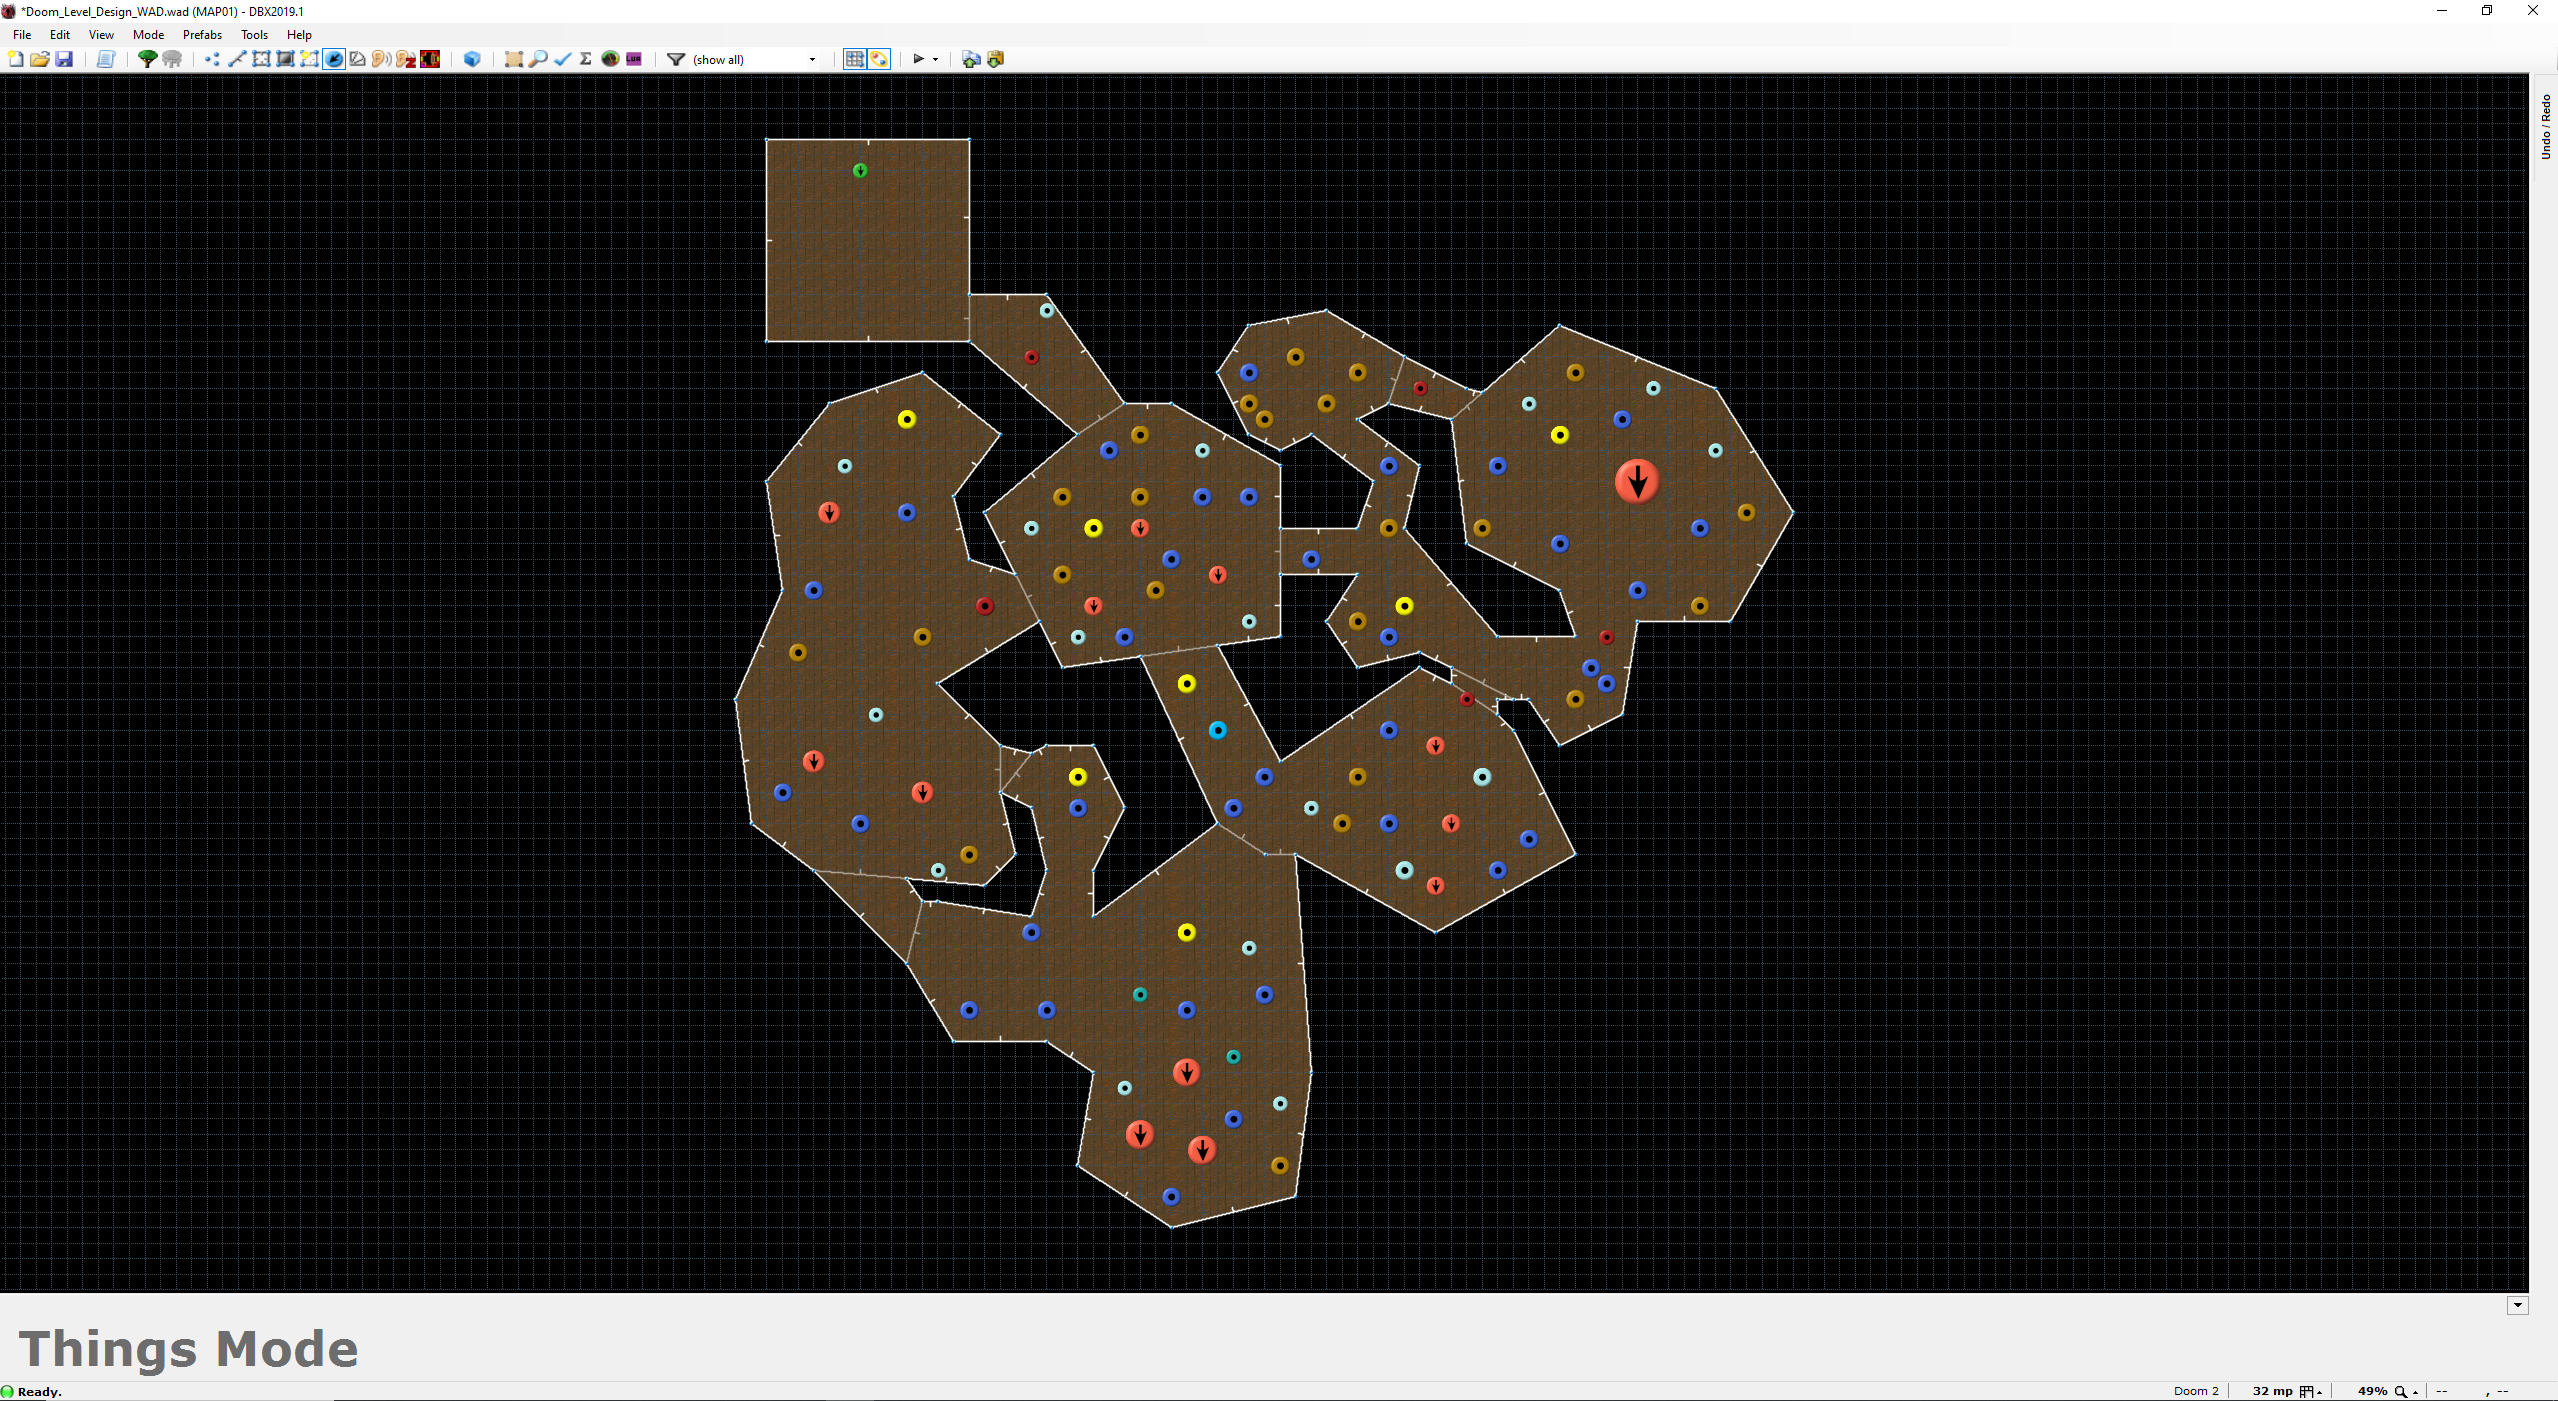 *Doom_Level_Design_WAD.wad (MAP01) - DBX2019.1
File Edit View Mode Prefabs Tools Help
LUA (show all)
Undo / Redo
Things Mode
Ready. Doom 2 32 mp 49% -- , --